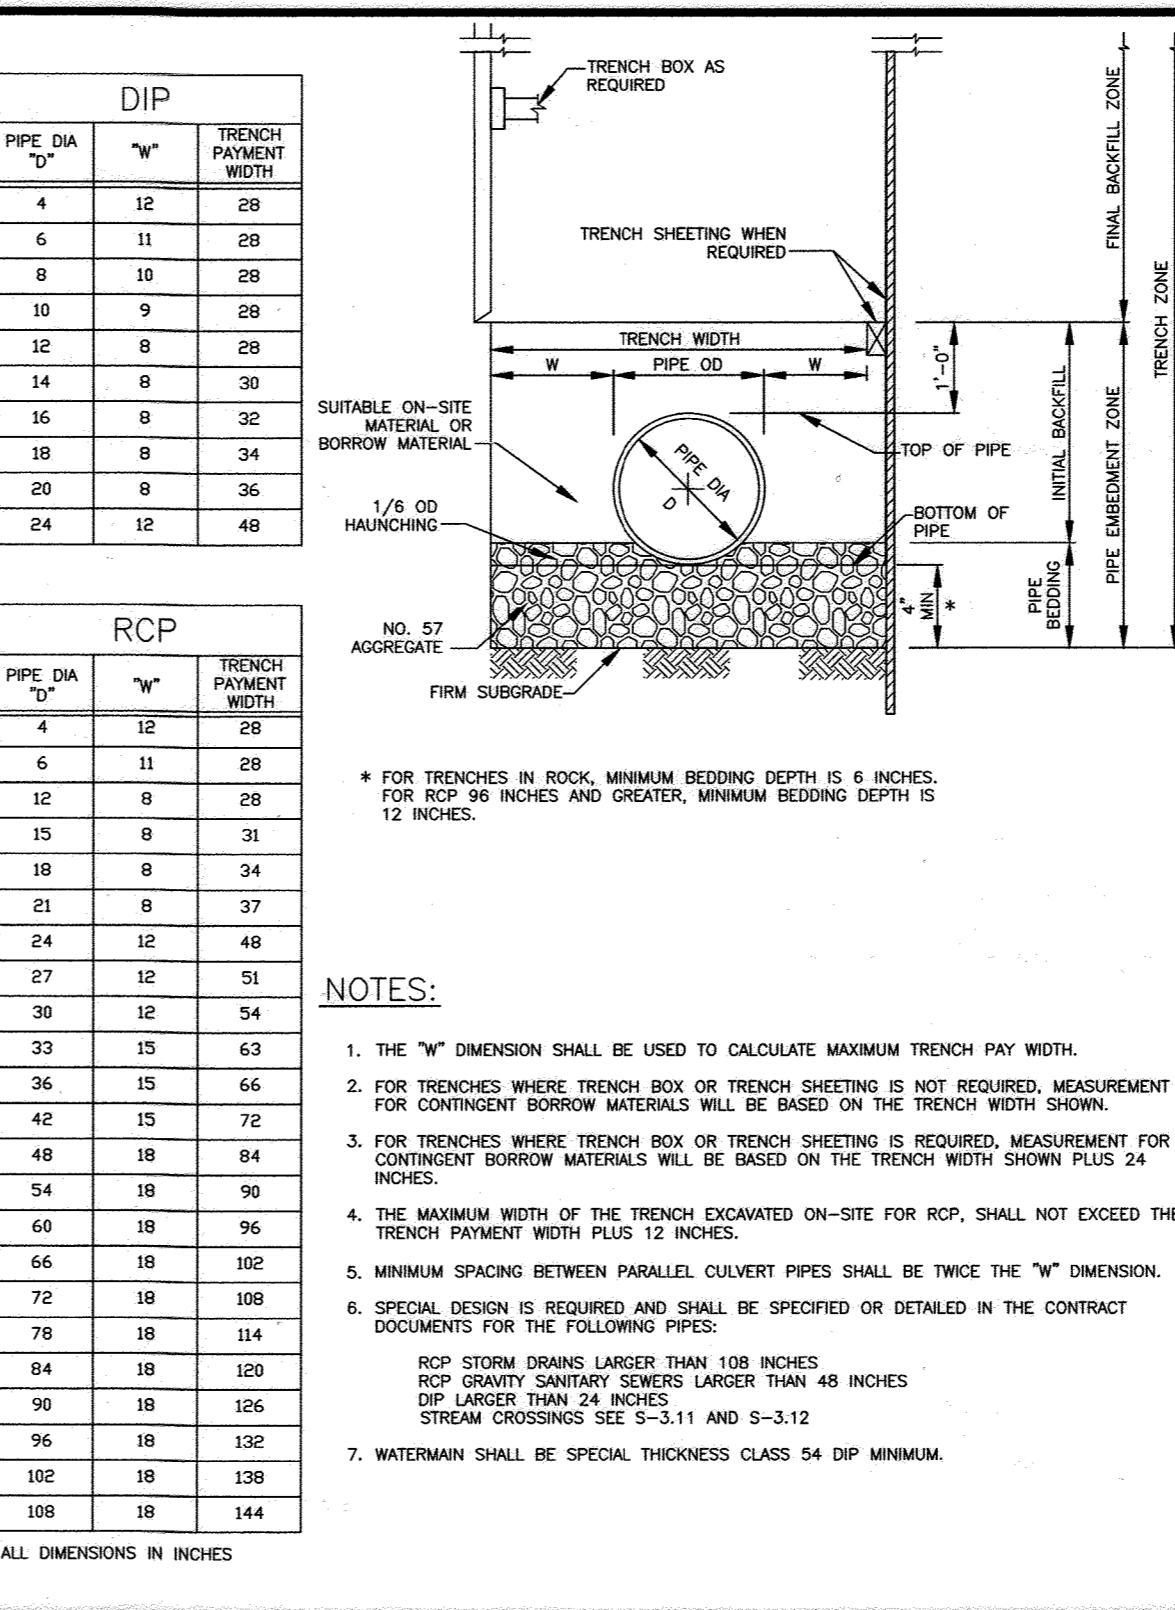 DIP
PIPE DIA "D" "W" TRENCH PAYMENT WIDTH
4 12 28
6 11 28
8 10 28
10 9 28
12 8 28
14 8 30
16 8 32
18 8 34
20 8 36
24 12 48
RCP
PIPE DIA "D" "W" TRENCH PAYMENT WIDTH
4 12 28
6 11 28
12 8 28
15 8 31
18 8 34
21 8 37
24 12 48
27 12 51
30 12 54
33 15 63
36 15 66
42 15 72
48 18 84
54 18 90
60 18 96
66 18 102
72 18 108
78 18 114
84 18 120
90 18 126
96 18 132
102 18 138
108 18 144
ALL DIMENSIONS IN INCHES
TRENCH BOX AS
REQUIRED
TRENCH SHEETING WHEN
REQUIRED
TRENCH WIDTH
W
PIPE OD
W
SUITABLE ON-SITE
MATERIAL OR
BORROW MATERIAL
PIPE DIA
D
1/6 OD
HAUNCHING
NO. 57
AGGREGATE
FIRM SUBGRADE
1'-0"
TOP OF PIPE
BOTTOM OF
PIPE
4"
MIN
*
PIPE
BEDDING
INITIAL BACKFILL
PIPE EMBEDMENT ZONE
FINAL BACKFILL ZONE
TRENCH ZONE
* FOR TRENCHES IN ROCK, MINIMUM BEDDING DEPTH IS 6 INCHES.
FOR RCP 96 INCHES AND GREATER, MINIMUM BEDDING DEPTH IS
12 INCHES.
NOTES:
1. THE "W" DIMENSION SHALL BE USED TO CALCULATE MAXIMUM TRENCH PAY WIDTH.
2. FOR TRENCHES WHERE TRENCH BOX OR TRENCH SHEETING IS NOT REQUIRED, MEASUREMENT
FOR CONTINGENT BORROW MATERIALS WILL BE BASED ON THE TRENCH WIDTH SHOWN.
3. FOR TRENCHES WHERE TRENCH BOX OR TRENCH SHEETING IS REQUIRED, MEASUREMENT FOR
CONTINGENT BORROW MATERIALS WILL BE BASED ON THE TRENCH WIDTH SHOWN PLUS 24
INCHES.
4. THE MAXIMUM WIDTH OF THE TRENCH EXCAVATED ON-SITE FOR RCP, SHALL NOT EXCEED THE
TRENCH PAYMENT WIDTH PLUS 12 INCHES.
5. MINIMUM SPACING BETWEEN PARALLEL CULVERT PIPES SHALL BE TWICE THE "W" DIMENSION.
6. SPECIAL DESIGN IS REQUIRED AND SHALL BE SPECIFIED OR DETAILED IN THE CONTRACT
DOCUMENTS FOR THE FOLLOWING PIPES:
RCP STORM DRAINS LARGER THAN 108 INCHES
RCP GRAVITY SANITARY SEWERS LARGER THAN 48 INCHES
DIP LARGER THAN 24 INCHES
STREAM CROSSINGS SEE S-3.11 AND S-3.12
7. WATERMAIN SHALL BE SPECIAL THICKNESS CLASS 54 DIP MINIMUM.